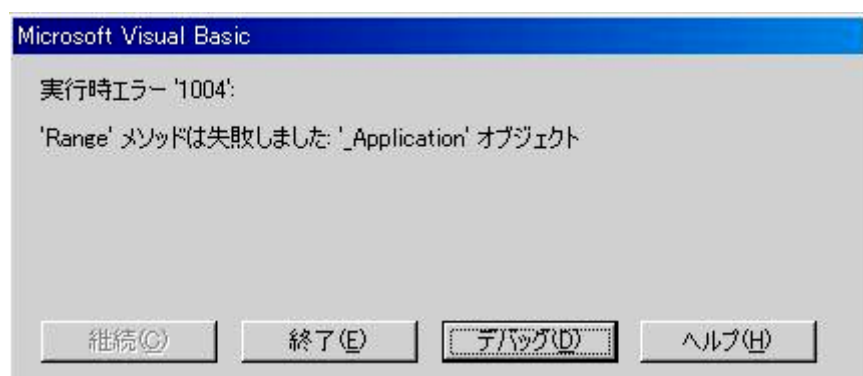 Microsoft Visual Basic
実行時エラー '1004':
'Range' メソッドは失敗しました: '_Application' オブジェクト
継続(C)
終了(E)
デバッグ(D)
ヘルプ(H)